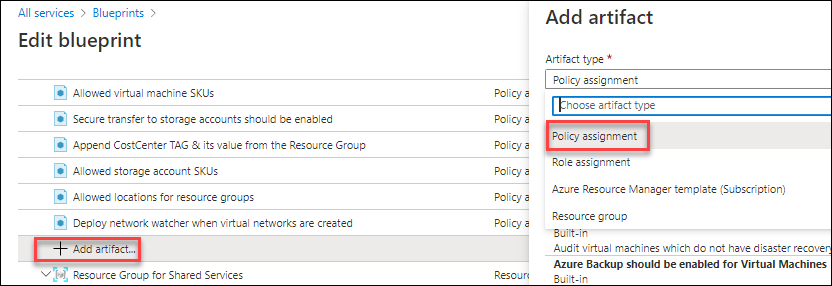 All services > Blueprints >
Edit blueprint
Allowed virtual machine SKUs Policy a
Secure transfer to storage accounts should be enabled Policy a
Append CostCenter TAG & its value from the Resource Group Policy a
Allowed storage account SKUs Policy a
Allowed locations for resource groups Policy a
Deploy network watcher when virtual networks are created Policy a
+ Add artifact...
Resource Group for Shared Services Resour
Add artifact
Artifact type *
Policy assignment
Choose artifact type
Policy assignment
Role assignment
Azure Resource Manager template (Subscription)
Resource group
Built-in
Audit virtual machines which do not have disaster recovery
Azure Backup should be enabled for Virtual Machines
Built-in